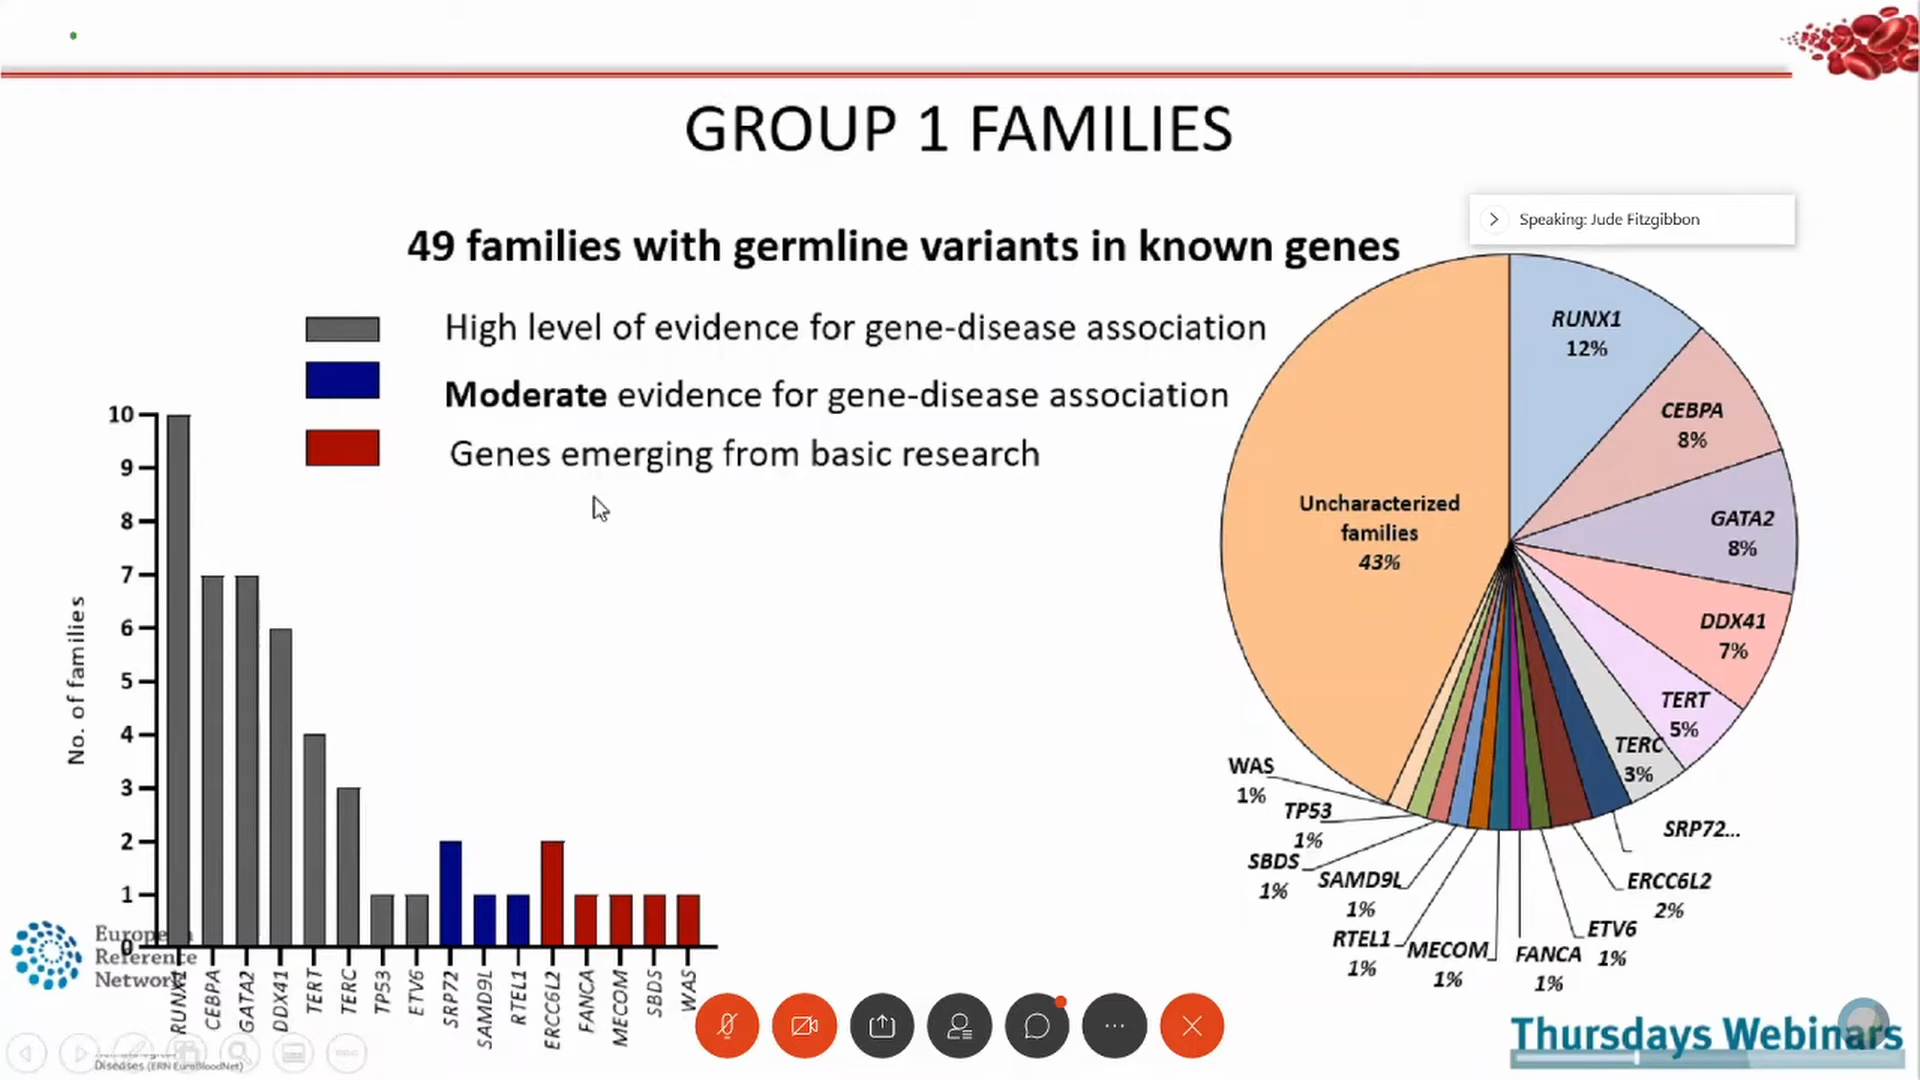 GROUP 1 FAMILIES
Speaking: Jude Fitzgibbon
49 families with germline variants in known genes
High level of evidence for gene-disease association
Moderate evidence for gene-disease association
Genes emerging from basic research
No. of families
10
9
8
7
6
5
4
3
2
1
0
RUNX1
CEBPA
GATA2
DDX41
TERT
TERC
TP53
ETV6
SRP72
SAMD9L
RTEL1
ERCC6L2
FANCA
MECOM
SBDS
WAS
RUNX1
12%
CEBPA
8%
GATA2
8%
DDX41
7%
TERT
5%
TERC
3%
SRP72...
ERCC6L2
2%
ETV6
1%
FANCA
1%
MECOM
1%
RTEL1
1%
SAMD9L
1%
SBDS
1%
TP53
1%
WAS
1%
Uncharacterized
families
43%
European
Reference
Network
Diseases (ERN EuroBloodNet)
Thursdays Webinars